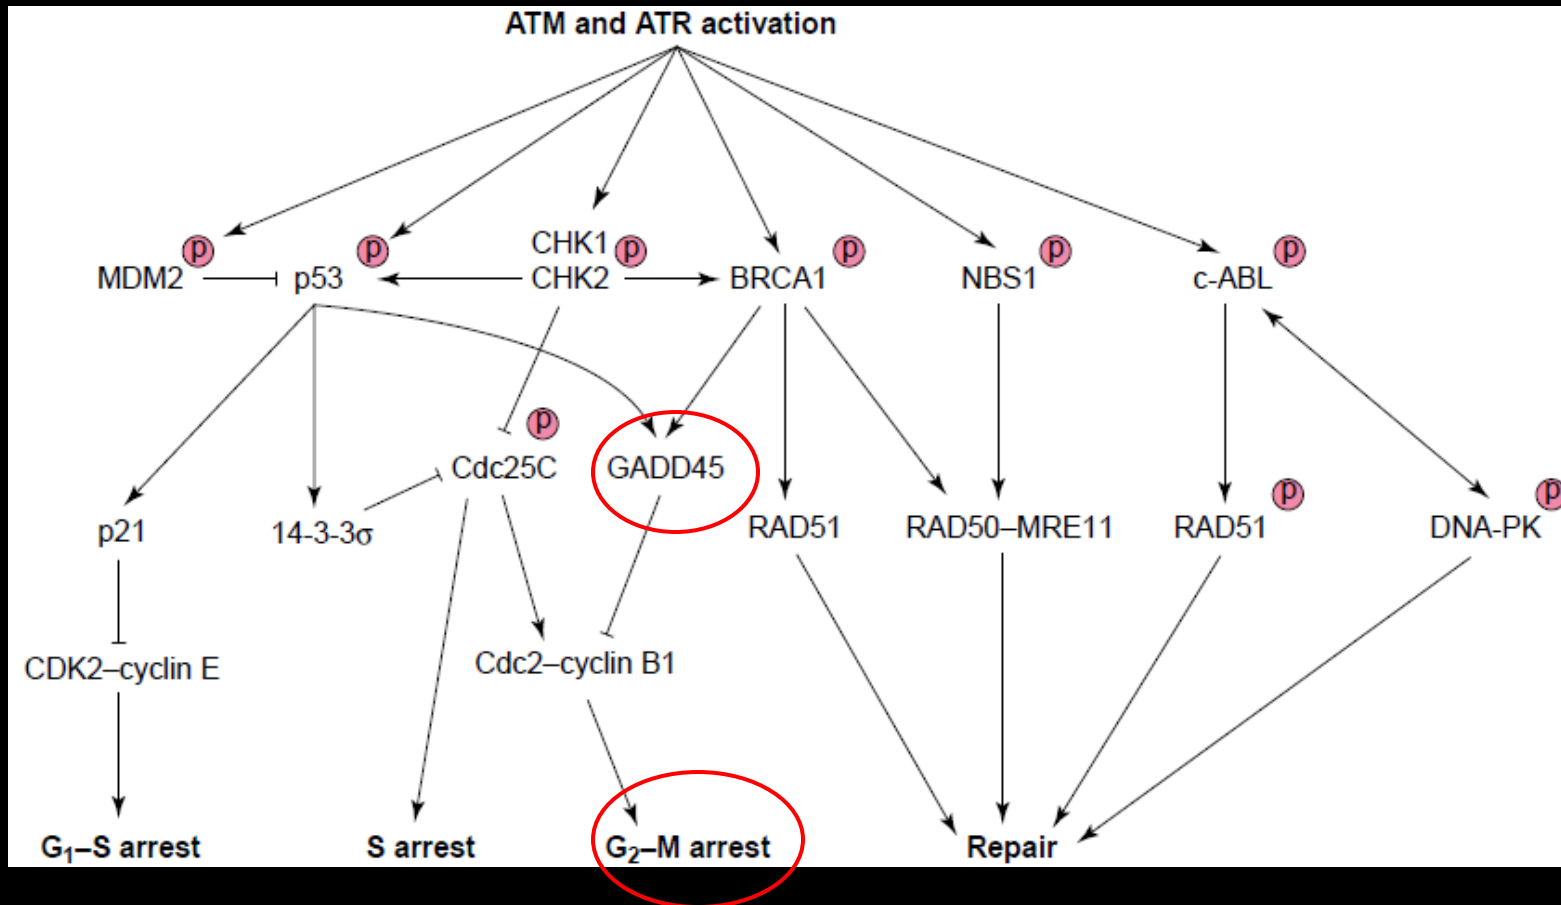 ATM and ATR activation
p
p
CHK1
p
p
p
p
MDM2
p53
CHK2
BRCA1
NBS1
c-ABL
p
Cdc25C
GADD45
p
p
p21
14-3-3σ
RAD51
RAD50–MRE11
RAD51
DNA-PK
CDK2–cyclin E
Cdc2–cyclin B1
G₁–S arrest
S arrest
G₂–M arrest
Repair